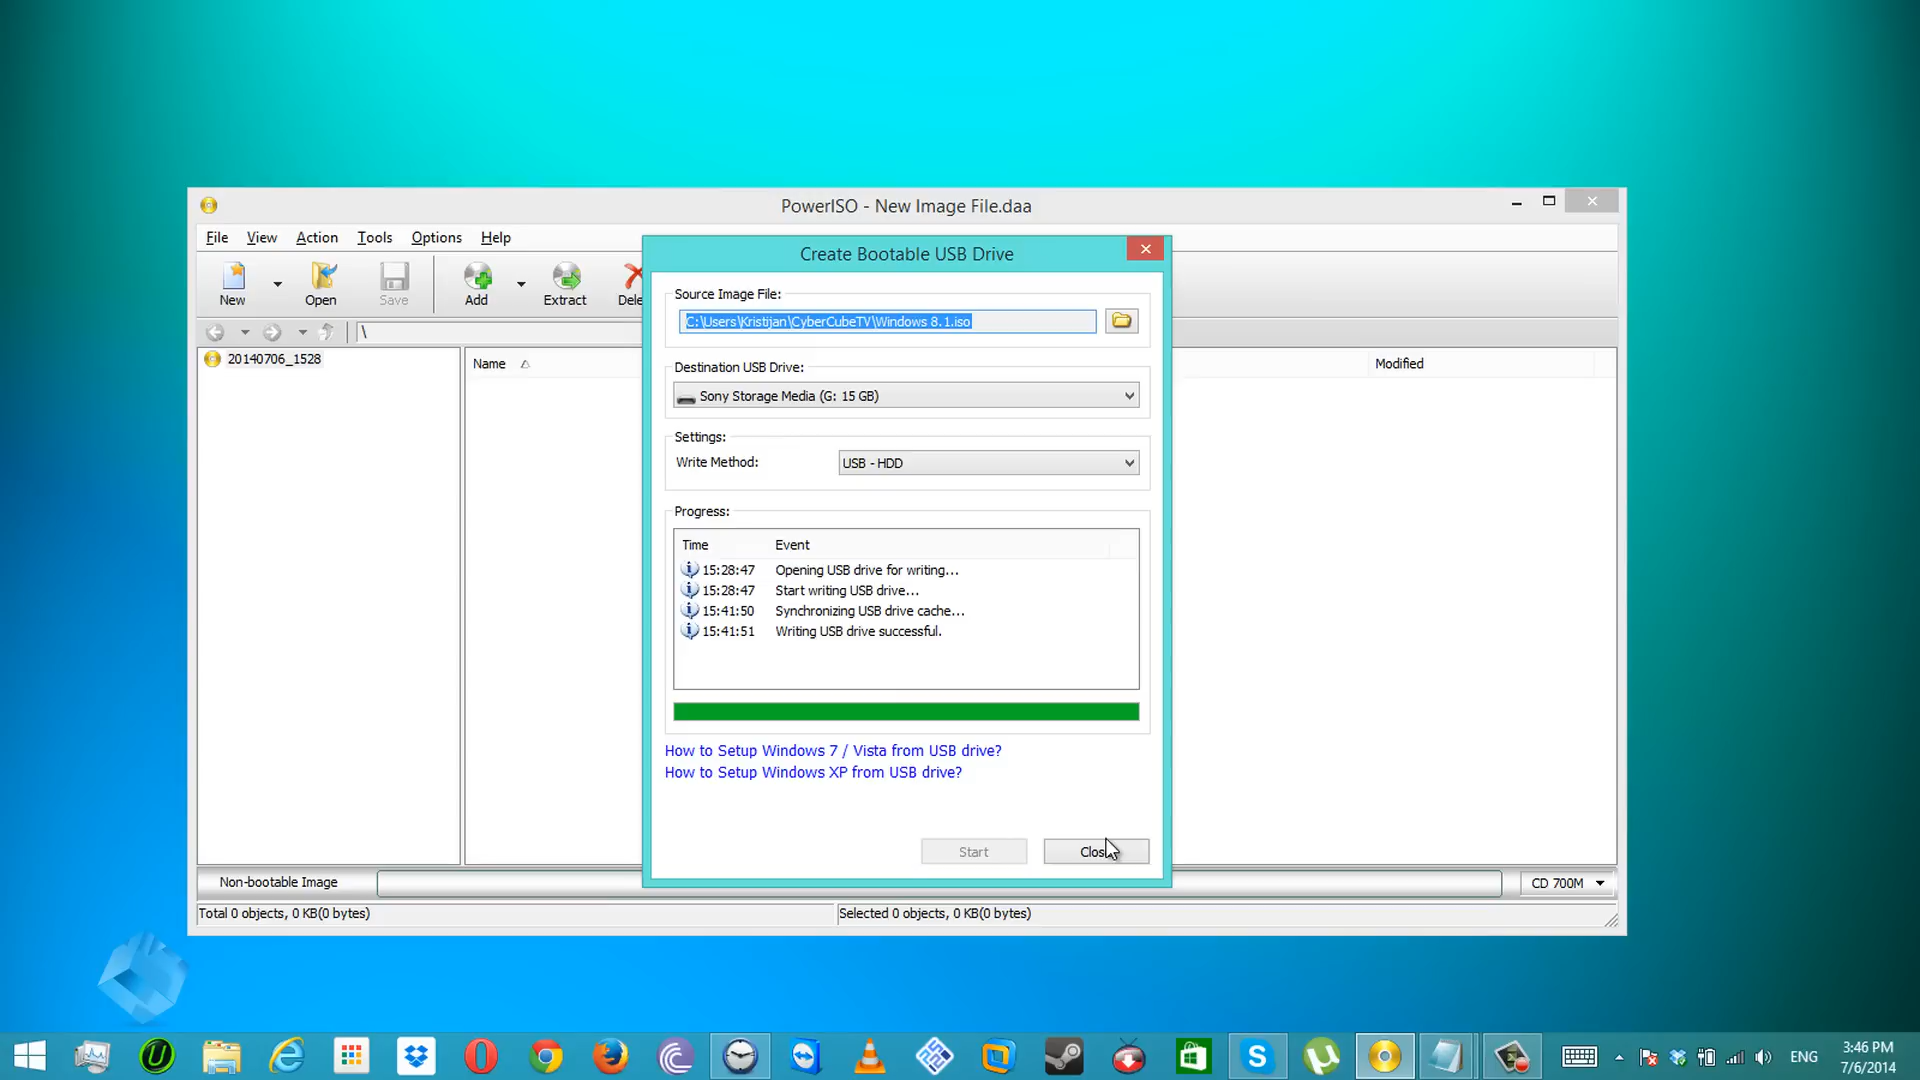 PowerISO - New Image File.daa
File View Action Tools Options Help
New Open Save Add Extract Dele
\
20140706_1528
Name
Modified
Create Bootable USB Drive
Source Image File:
C:\Users\Kristijan\CyberCubeTV\Windows 8.1.iso
Destination USB Drive:
Sony Storage Media (G: 15 GB)
Settings:
Write Method: USB - HDD
Progress:
Time Event
15:28:47 Opening USB drive for writing...
15:28:47 Start writing USB drive...
15:41:50 Synchronizing USB drive cache...
15:41:51 Writing USB drive successful.
How to Setup Windows 7 / Vista from USB drive?
How to Setup Windows XP from USB drive?
Start Clos
Non-bootable Image
CD 700M
Total 0 objects, 0 KB(0 bytes)
Selected 0 objects, 0 KB(0 bytes)
ENG
3:46 PM
7/6/2014